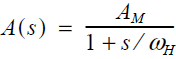 A(s) = A_M / (1 + s/ω_H)